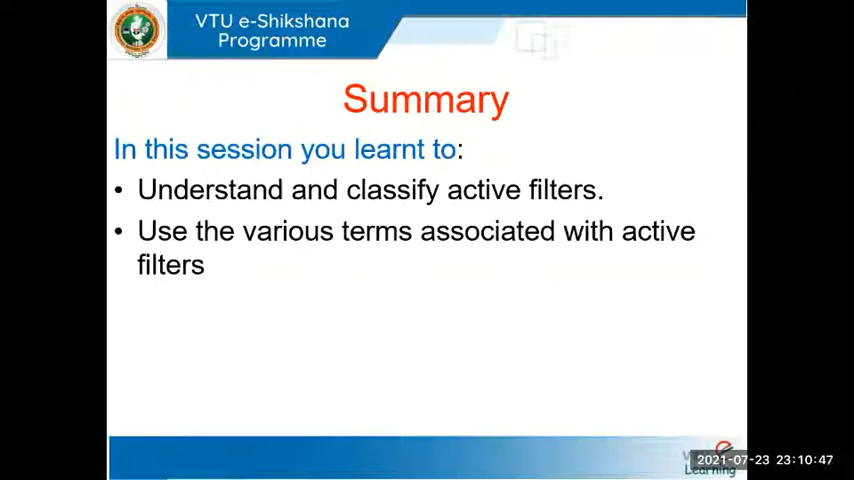 VTU e-Shikshana
Programme
Summary
In this session you learnt to:
• Understand and classify active filters.
• Use the various terms associated with active
filters
2021-07-23 23:10:47
Learning